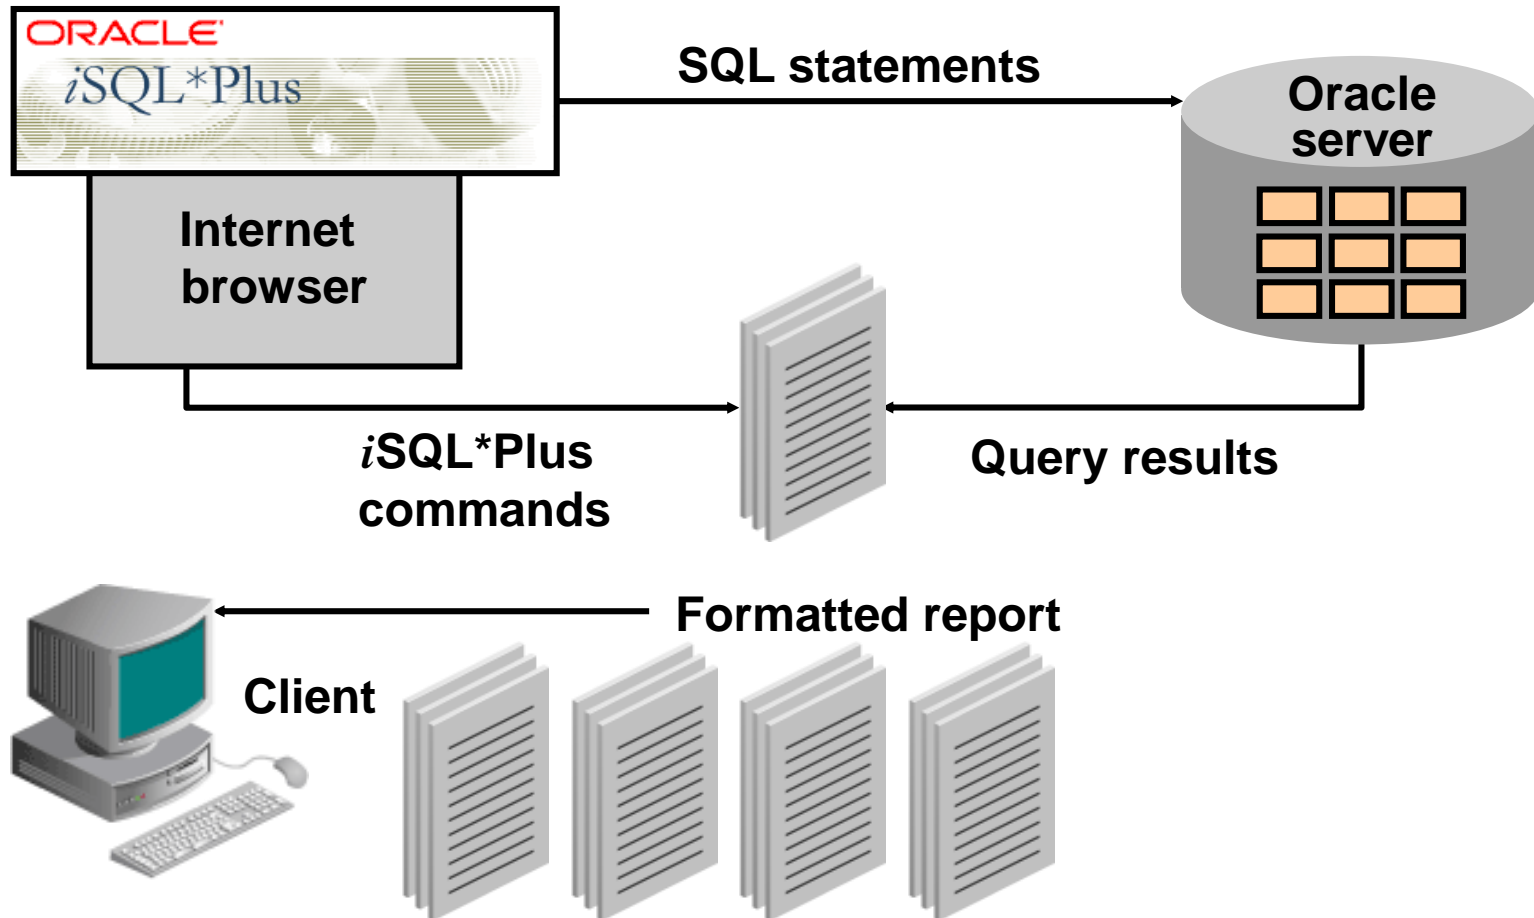 ORACLE
iSQL*Plus
SQL statements
Oracle
server
Internet
browser
iSQL*Plus
commands
Query results
Formatted report
Client